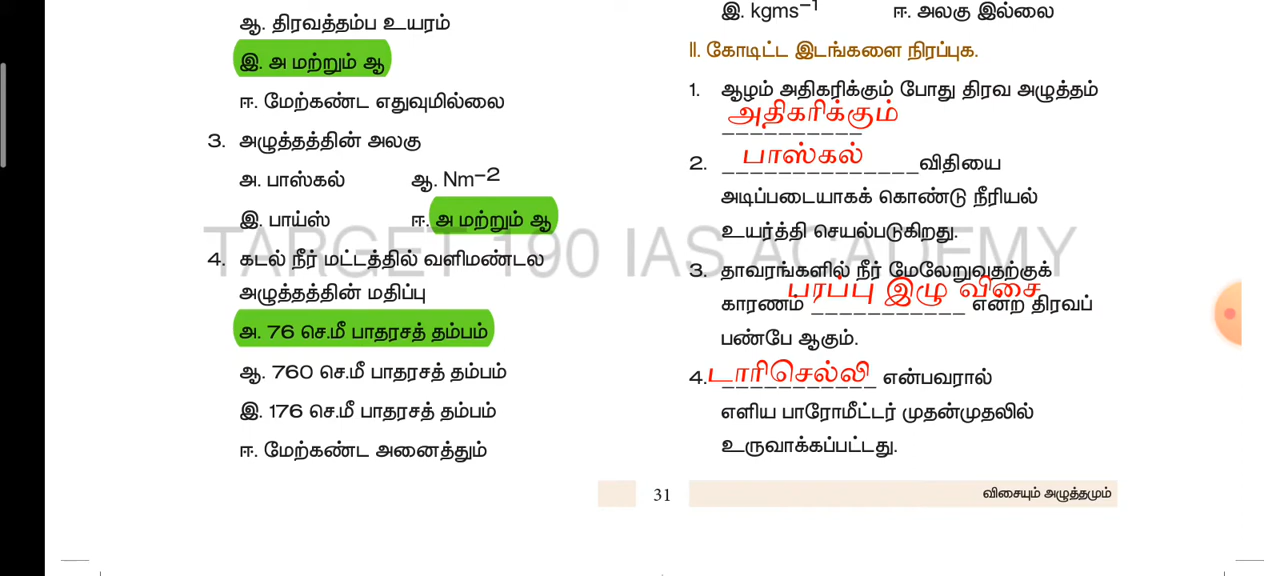 ஆ. திரவத்தம்ப உயரம்
இ. அ மற்றும் ஆ
ஈ. மேற்கண்ட எதுவுமில்லை
3. அழுத்தத்தின் அலகு
அ. பாஸ்கல் ஆ. Nm⁻²
இ. பாய்ஸ் ஈ. அ மற்றும் ஆ
4. கடல் நீர் மட்டத்தில் வளிமண்டல
அழுத்தத்தின் மதிப்பு
அ. 76 செ.மீ பாதரசத் தம்பம்
ஆ. 760 செ.மீ பாதரசத் தம்பம்
இ. 176 செ.மீ பாதரசத் தம்பம்
ஈ. மேற்கண்ட அனைத்தும்
இ. kgms⁻¹ ஈ. அலகு இல்லை
II. கோடிட்ட இடங்களை நிரப்புக.
1. ஆழம் அதிகரிக்கும் போது திரவ அழுத்தம்
அதிகரிக்கும்
2. பாஸ்கல் விதியை
அடிப்படையாகக் கொண்டு நீரியல்
உயர்த்தி செயல்படுகிறது.
3. தாவரங்களில் நீர் மேலேறுவதற்குக்
காரணம் பரப்பு இழு விசை என்ற திரவப்
பண்பே ஆகும்.
4. டாரிசெல்லி என்பவரால்
எளிய பாரோமீட்டர் முதன்முதலில்
உருவாக்கப்பட்டது.
TARGET 190 IAS ACADEMY
31 விசையும் அழுத்தமும்